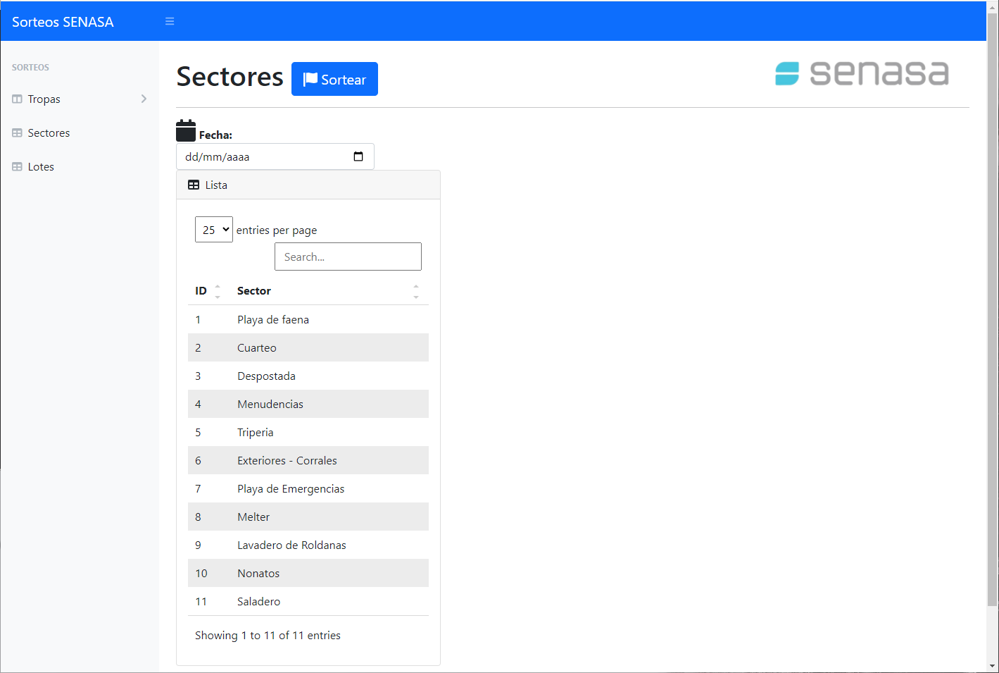 Sorteos SENASA
SORTEOS
Tropas
Sectores
Lotes
Sectores
Sortear
senasa
Fecha:
dd/mm/aaaa
Lista
25 entries per page
Search...
ID Sector
1 Playa de faena
2 Cuarteo
3 Despostada
4 Menudencias
5 Triperia
6 Exteriores - Corrales
7 Playa de Emergencias
8 Melter
9 Lavadero de Roldanas
10 Nonatos
11 Saladero
Showing 1 to 11 of 11 entries